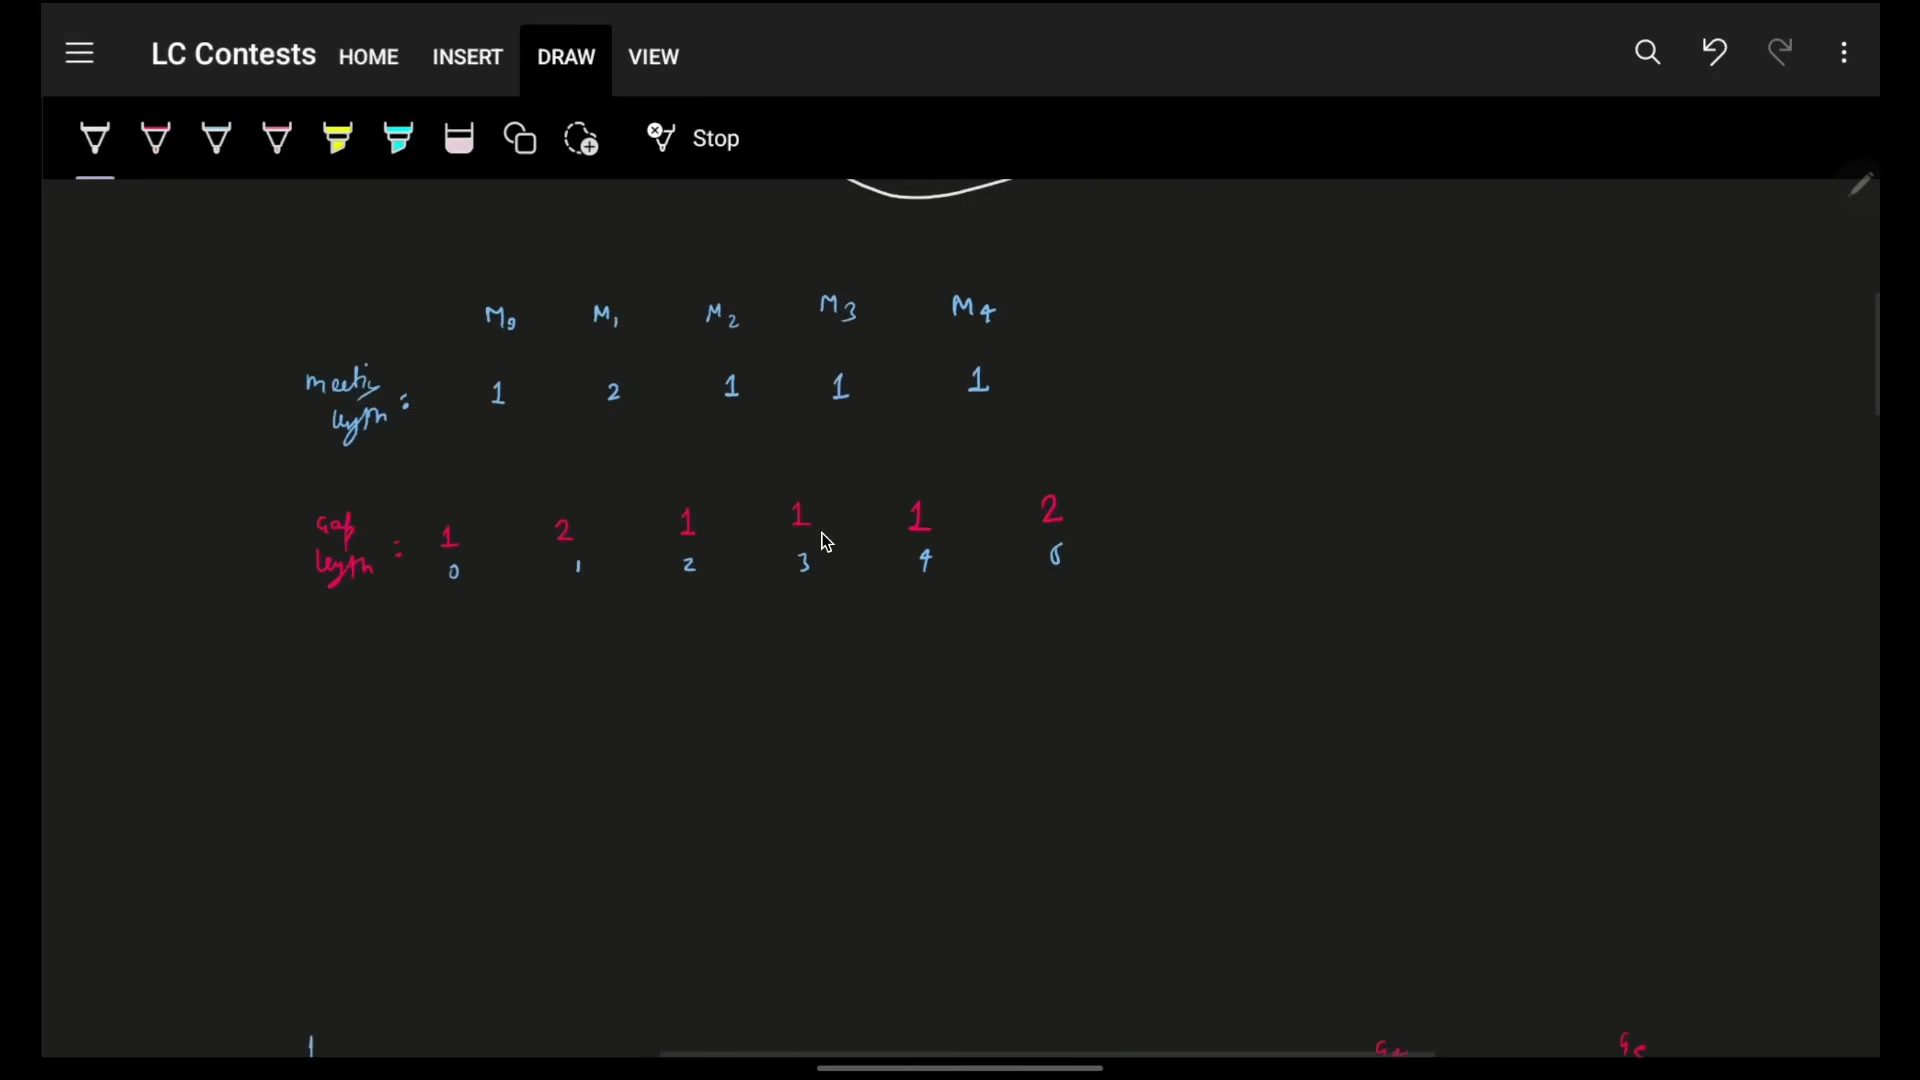 LC Contests HOME INSERT DRAW VIEW
Stop
M0 M1 M2 M3 M4
meeting
length : 1 2 1 1 1
Gap
length : 1 2 1 1 1 2
0 1 2 3 4 5